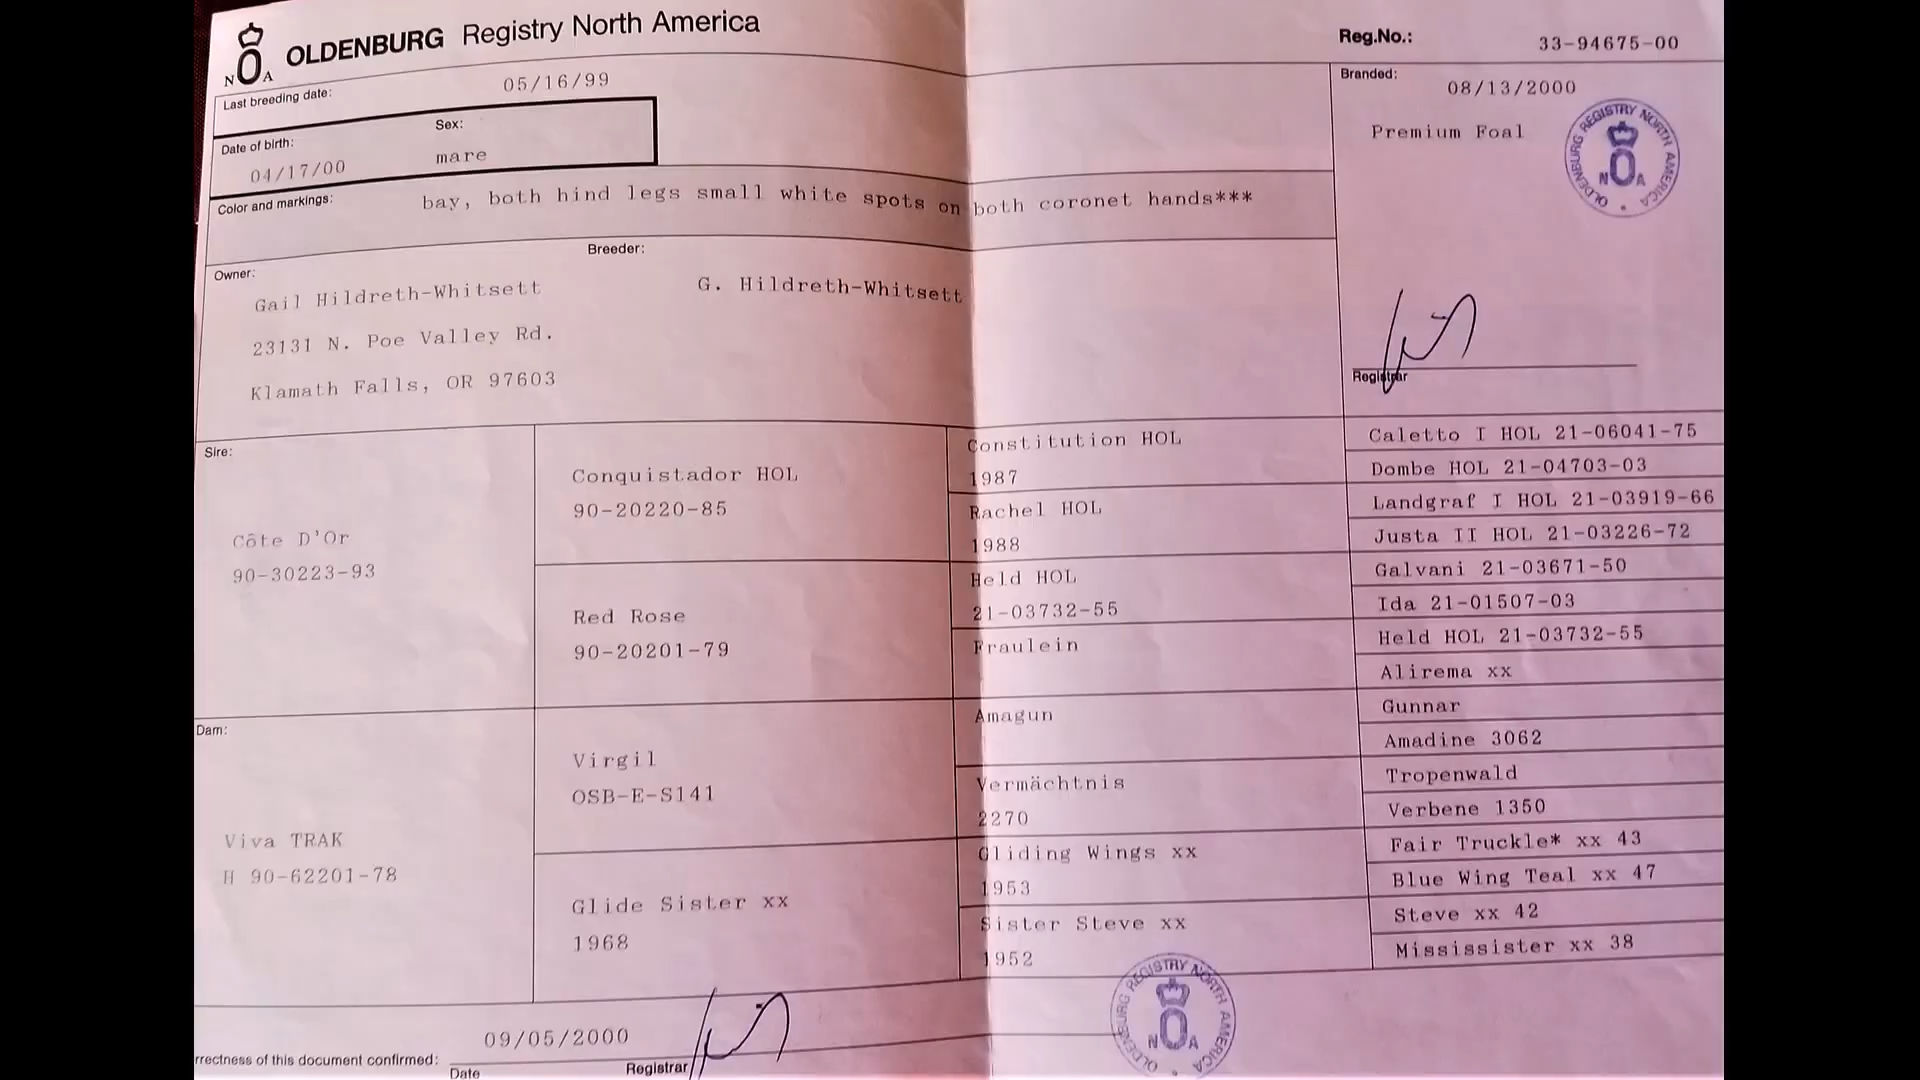 OLDENBURG Registry North America
N O A
Reg.No.: 33-94675-00
Last breeding date: 05/16/99
Branded: 08/13/2000
Premium Foal
OLDENBURG REGISTRY NORTH AMERICA
N O A
Date of birth: Sex:
04/17/00 mare
Color and markings: bay, both hind legs small white spots on both coronet hands***
Owner: Breeder:
Gail Hildreth-Whitsett G. Hildreth-Whitsett
23131 N. Poe Valley Rd.
Klamath Falls, OR 97603
Registrar
Sire:
Côte D'Or
90-30223-93
Conquistador HOL
90-20220-85
Red Rose
90-20201-79
Constitution HOL
1987
Rachel HOL
1988
Held HOL
21-03732-55
Fraulein
Caletto I HOL 21-06041-75
Dombe HOL 21-04703-03
Landgraf I HOL 21-03919-66
Justa II HOL 21-03226-72
Galvani 21-03671-50
Ida 21-01507-03
Held HOL 21-03732-55
Alirema xx
Dam:
Viva TRAK
H 90-62201-78
Virgil
OSB-E-S141
Glide Sister xx
1968
Amagun
Vermächtnis
2270
Gliding Wings xx
1953
Sister Steve xx
1952
Gunnar
Amadine 3062
Tropenwald
Verbene 1350
Fair Truckle* xx 43
Blue Wing Teal xx 47
Steve xx 42
Mississister xx 38
rrectness of this document confirmed: 09/05/2000
Date Registrar
OLDENBURG REGISTRY NORTH AMERICA
N O A